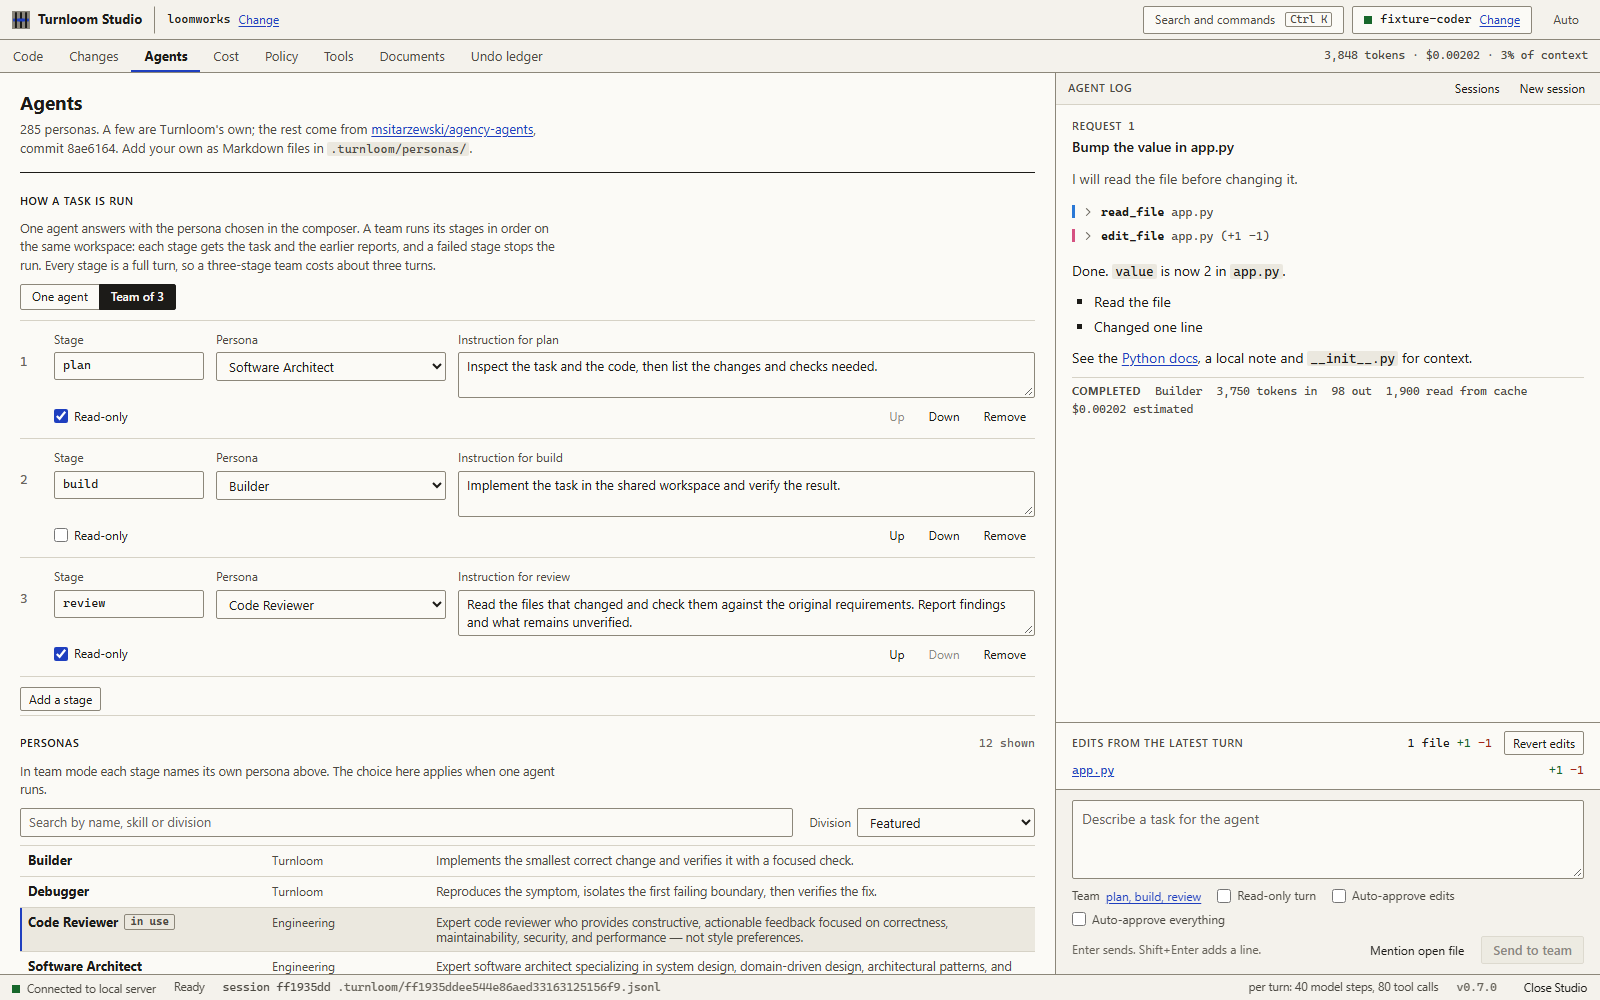 Turnloom Studio
loomworks Change
Search and commands Ctrl K
fixture-coder Change
Auto
Code Changes Agents Cost Policy Tools Documents Undo ledger
3,848 tokens · $0.00202 · 3% of context
Agents
285 personas. A few are Turnloom's own; the rest come from msitarzewski/agency-agents,
commit 8ae6164. Add your own as Markdown files in .turnloom/personas/.
HOW A TASK IS RUN
One agent answers with the persona chosen in the composer. A team runs its stages in order on
the same workspace: each stage gets the task and the earlier reports, and a failed stage stops the
run. Every stage is a full turn, so a three-stage team costs about three turns.
One agent Team of 3
Stage Persona Instruction for plan
1 plan Software Architect Inspect the task and the code, then list the changes and checks needed.
Read-only Up Down Remove
Stage Persona Instruction for build
2 build Builder Implement the task in the shared workspace and verify the result.
Read-only Up Down Remove
Stage Persona Instruction for review
3 review Code Reviewer Read the files that changed and check them against the original requirements. Report findings
and what remains unverified.
Read-only Up Down Remove
Add a stage
PERSONAS 12 shown
In team mode each stage names its own persona above. The choice here applies when one agent
runs.
Search by name, skill or division Division Featured
Builder Turnloom Implements the smallest correct change and verifies it with a focused check.
Debugger Turnloom Reproduces the symptom, isolates the first failing boundary, then verifies the fix.
Code Reviewer in use Engineering Expert code reviewer who provides constructive, actionable feedback focused on correctness,
maintainability, security, and performance — not style preferences.
Software Architect Engineering Expert software architect specializing in system design, domain-driven design, architectural patterns, and
AGENT LOG Sessions New session
REQUEST 1
Bump the value in app.py
I will read the file before changing it.
> read_file app.py
> edit_file app.py (+1 −1)
Done. value is now 2 in app.py.
▪ Read the file
▪ Changed one line
See the Python docs, a local note and __init__.py for context.
COMPLETED Builder 3,750 tokens in 98 out 1,900 read from cache
$0.00202 estimated
EDITS FROM THE LATEST TURN 1 file +1 −1 Revert edits
app.py +1 −1
Describe a task for the agent
Team plan, build, review Read-only turn Auto-approve edits
Auto-approve everything
Enter sends. Shift+Enter adds a line. Mention open file Send to team
Connected to local server Ready session ff1935dd .turnloom/ff1935ddee544e86aed33163125156f9.jsonl
per turn: 40 model steps, 80 tool calls v0.7.0 Close Studio